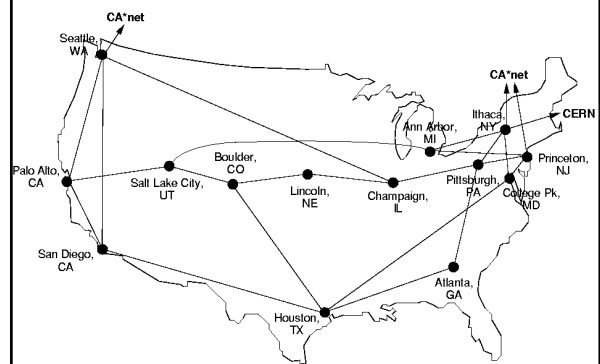 CA*net
Seattle,
WA
CA*net
Ithaca,
NY
CERN
Ann Arbor,
MI
Boulder,
CO
Princeton,
NJ
Palo Alto,
CA
Salt Lake City,
UT
Lincoln,
NE
Champaign,
IL
Pittsburgh,
PA
College Pk,
MD
San Diego,
CA
Atlanta,
GA
Houston,
TX